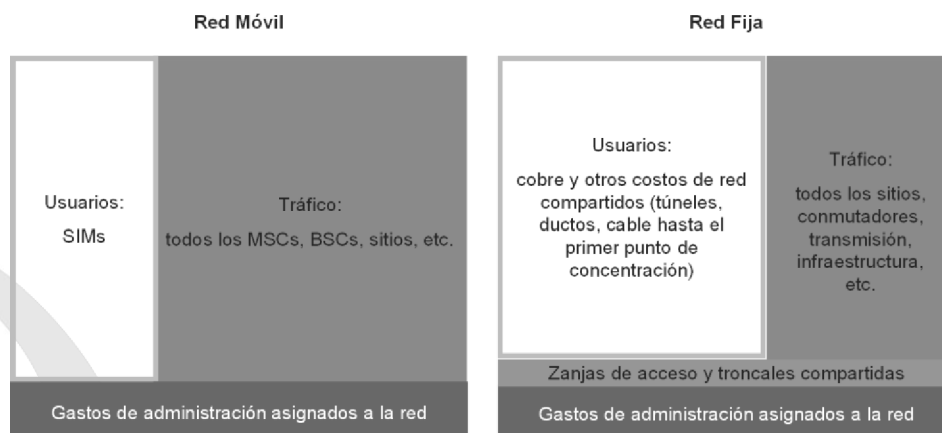 Red Móvil
Usuarios:
SIMs
Tráfico:
todos los MSCs, BSCs, sitios, etc.
Gastos de administración asignados a la red
Red Fija
Usuarios:
cobre y otros costos de red
compartidos (túneles,
ductos, cable hasta el
primer punto de
concentración)
Tráfico:
todos los sitios,
conmutadores,
transmisión,
infraestructura,
etc.
Zanjas de acceso y troncales compartidas
Gastos de administración asignados a la red